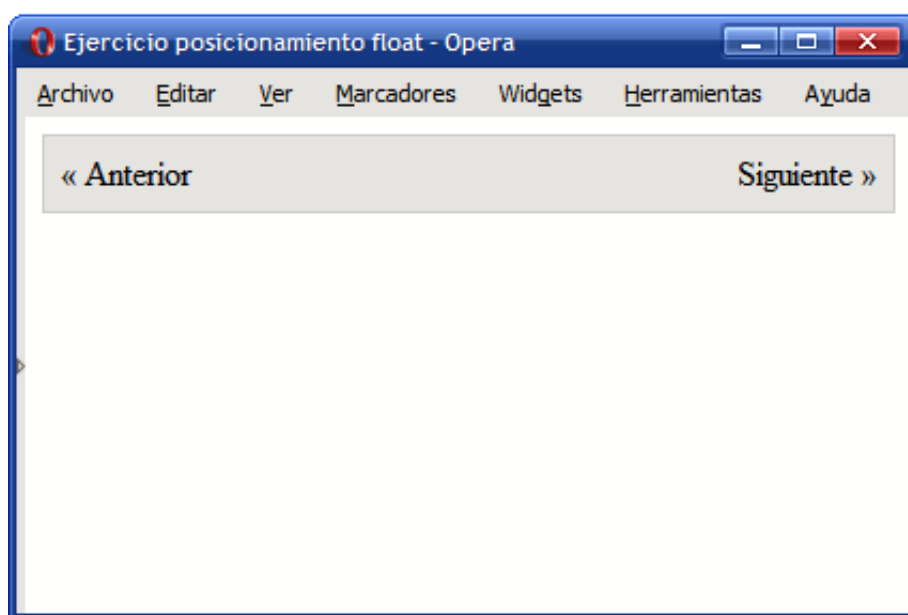 Ejercicio posicionamiento float - Opera
Archivo Editar Ver Marcadores Widgets Herramientas Ayuda
« Anterior Siguiente »